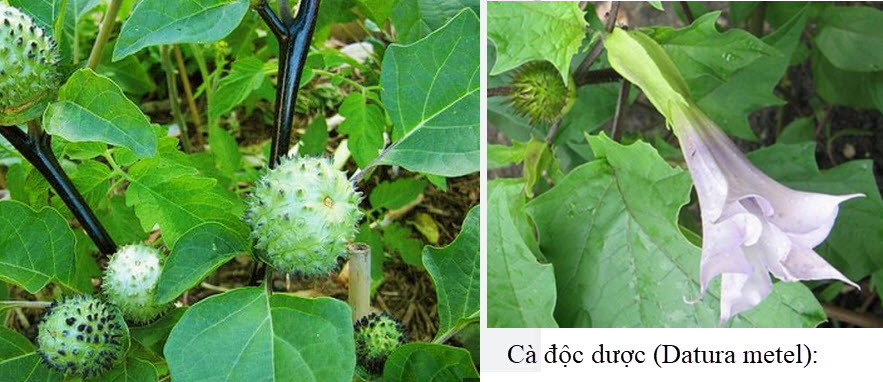 Cà độc dược (Datura metel):